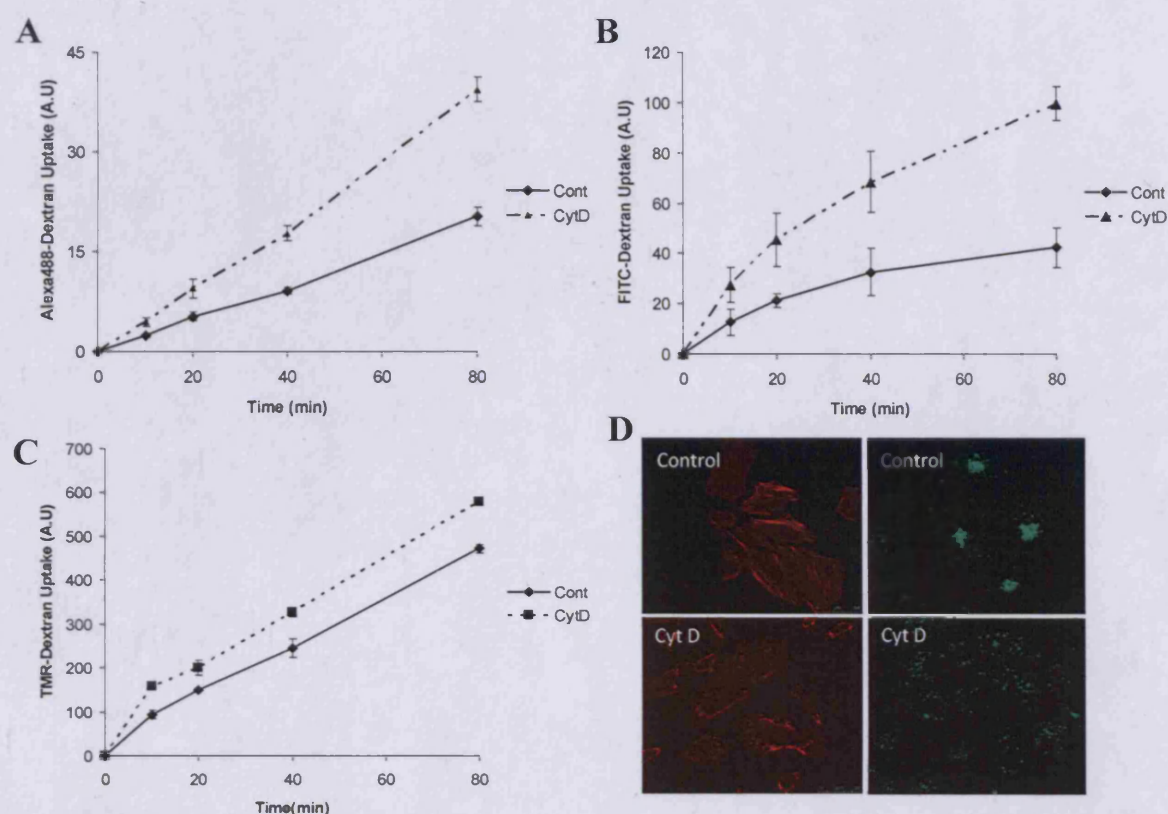 A
Alexa488-Dextran Uptake (A.U)
45
30
15
0
0 20 40 60 80
Time (min)
Cont
CytD
B
FITC-Dextran Uptake (A.U)
120
100
80
60
40
20
0
0 20 40 60 80
Time (min)
Cont
CytD
C
TMR-Dextran Uptake (A.U)
700
600
500
400
300
200
100
0
0 20 40 60 80
Time(min)
Cont
CytD
D
Control
Control
Cyt D
Cyt D